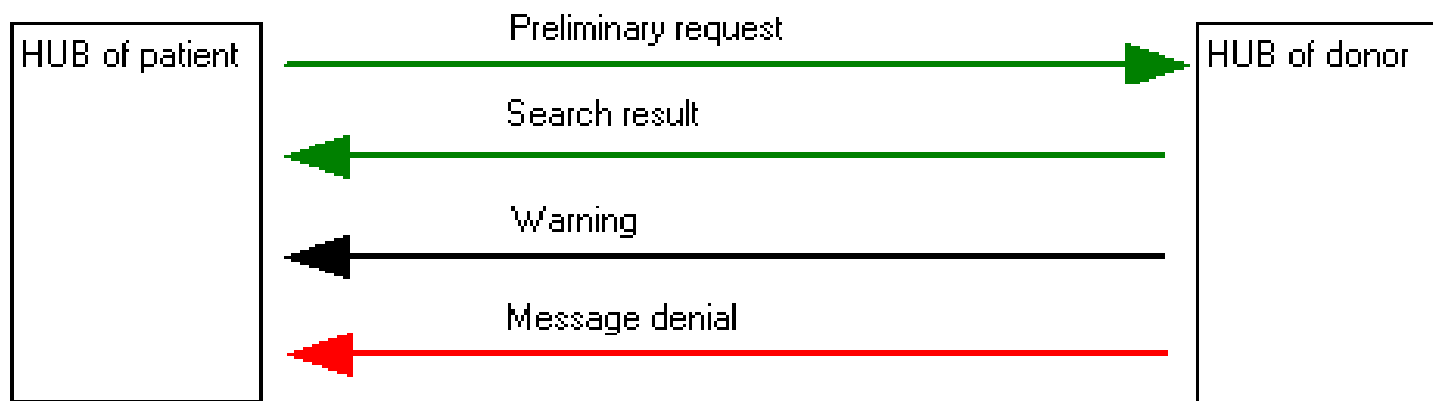 Preliminary request
HUB of patient
HUB of donor
Search result
Warning
Message denial